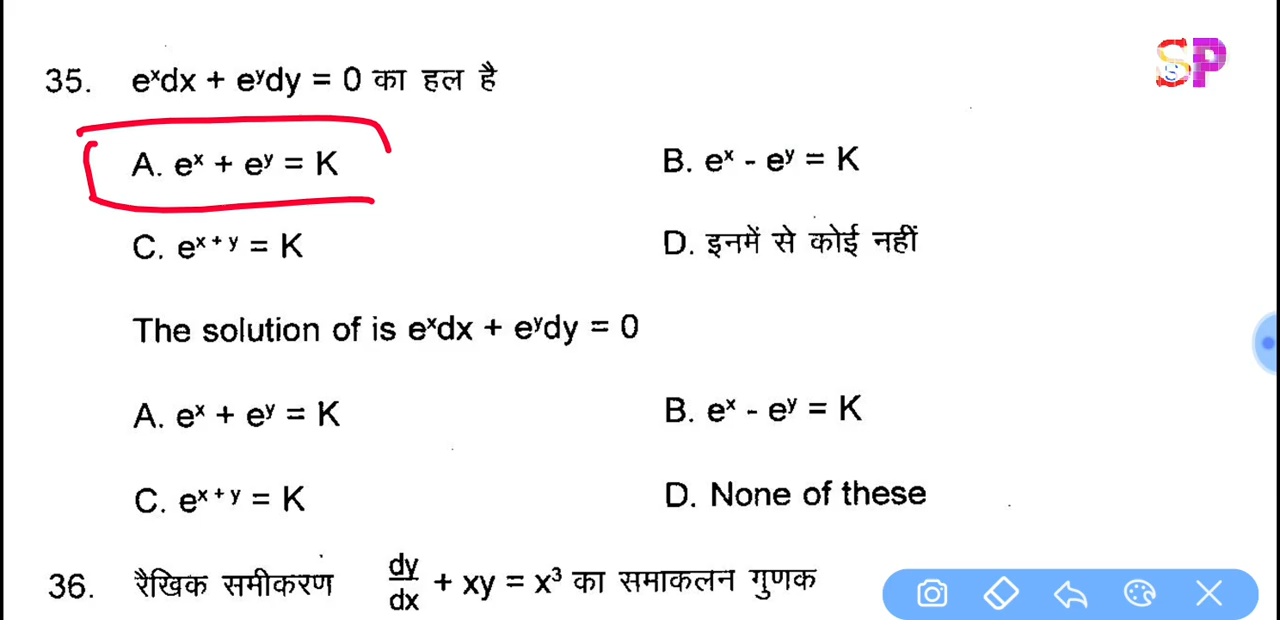 SP
S
35. eˣdx + eʸdy = 0 का हल है
A. eˣ + eʸ = K B. eˣ - eʸ = K
C. eˣ ⁺ ʸ = K D. इनमें से कोई नहीं
The solution of is eˣdx + eʸdy = 0
A. eˣ + eʸ = K B. eˣ - eʸ = K
C. eˣ ⁺ ʸ = K D. None of these
36. रैखिक समीकरण dy/dx + xy = x³ का समाकलन गुणक